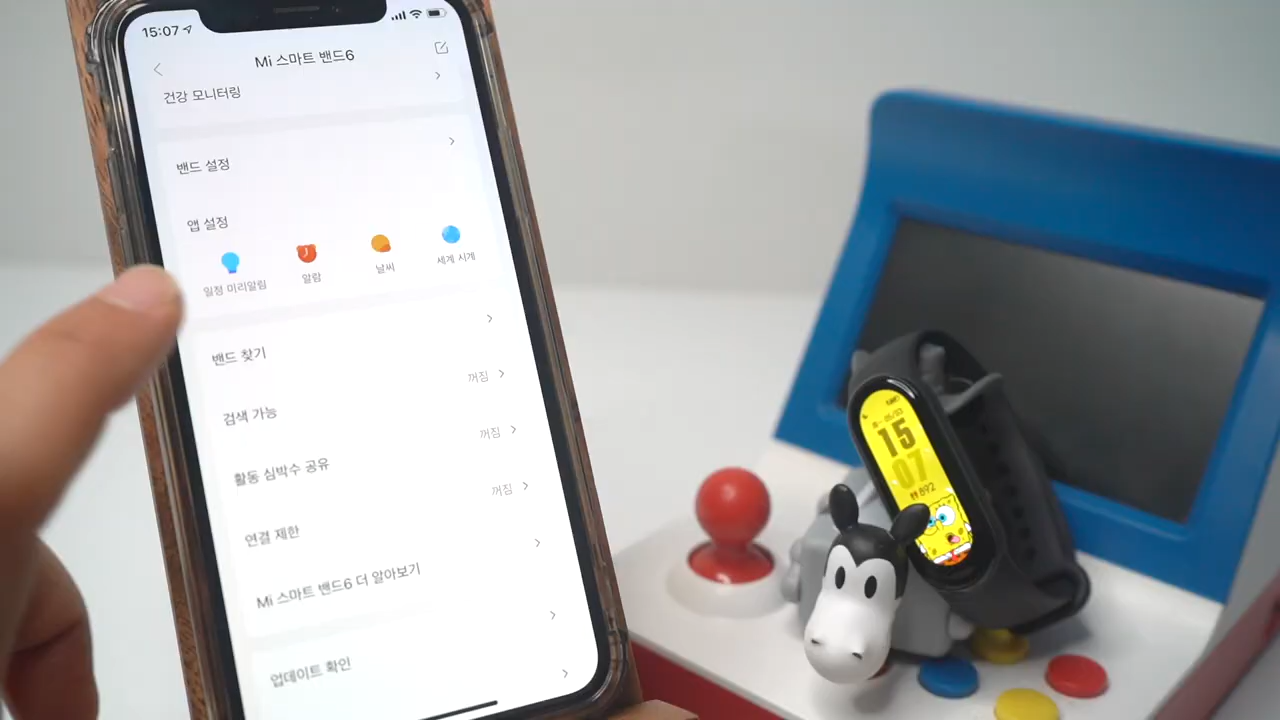 15:07
Mi 스마트 밴드6
건강 모니터링
밴드 설정
앱 설정
일정 미리알림
알람
날씨
세계 시계
밴드 찾기
검색 가능
꺼짐
활동 심박수 공유
꺼짐
연결 제한
꺼짐
Mi 스마트 밴드6 더 알아보기
업데이트 확인
15
07
892